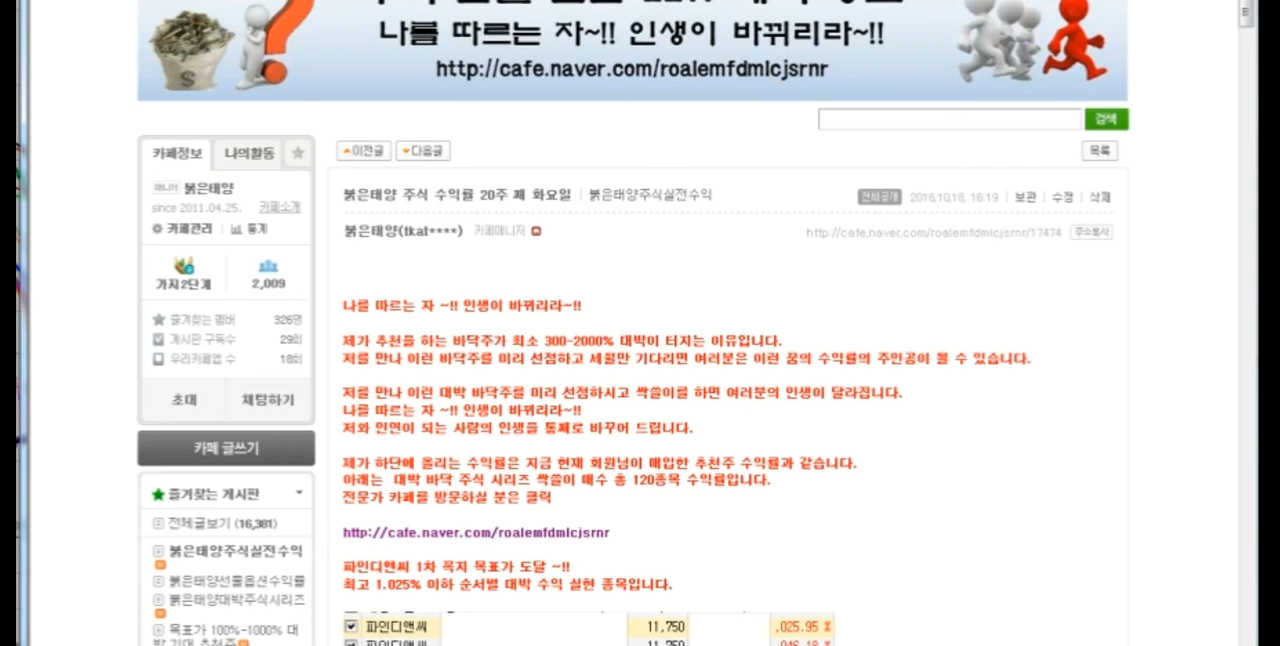 나를 따르는 자~!! 인생이 바뀌리라~!!
http://cafe.naver.com/roalemfdmlcjsrnr
검색
카페정보 나의활동
이전글 다음글
목록
매니저 붉은태양
since 2011.04.25. 카페소개
카페관리 통계
붉은태양 주식 수익률 20주 째 화요일 | 붉은태양주식실전수익
전체공개 2016.10.18. 16:19 | 보관 | 수정 | 삭제
붉은태양(tkat****) 카페매니저
http://cafe.naver.com/roalemfdmlcjsrnr/17474 주소복사
가지2단계 2,009
즐겨찾는 멤버 326명
게시판 구독수 29회
우리카페앱 수 18회
초대 채팅하기
카페 글쓰기
즐겨찾는 게시판
전체글보기 (16,381)
붉은태양주식실전수익
붉은태양선물옵션수익률
붉은태양대박주식시리즈
목표가 100%-1000% 대
박 기대 추천주
나를 따르는 자 ~!! 인생이 바뀌리라~!!
제가 추천을 하는 바닥주가 최소 300-2000% 대박이 터지는 이유입니다.
저를 만나 이런 바닥주를 미리 선점하고 세월만 기다리면 여러분은 이런 꿈의 수익률의 주인공이 될 수 있습니다.
저를 만나 이런 대박 바닥주를 미리 선점하시고 싹쓸이를 하면 여러분의 인생이 달라집니다.
나를 따르는 자 ~!! 인생이 바뀌리라~!!
저와 인연이 되는 사람의 인생을 통째로 바꾸어 드립니다.
제가 하단에 올리는 수익률은 지금 현재 회원님이 매입한 추천주 수익률과 같습니다.
아래는 대박 바닥 주식 시리즈 싹쓸이 매수 총 120종목 수익률입니다.
전문가 카페를 방문하실 분은 클릭
http://cafe.naver.com/roalemfdmlcjsrnr
파인디앤씨 1차 꼭지 목표가 도달 ~!!
최고 1.025% 이하 순서별 대박 수익 실현 종목입니다.
파인디앤씨 11,750 ,025.95 %
파인디앤씨 11,750 946.18 %